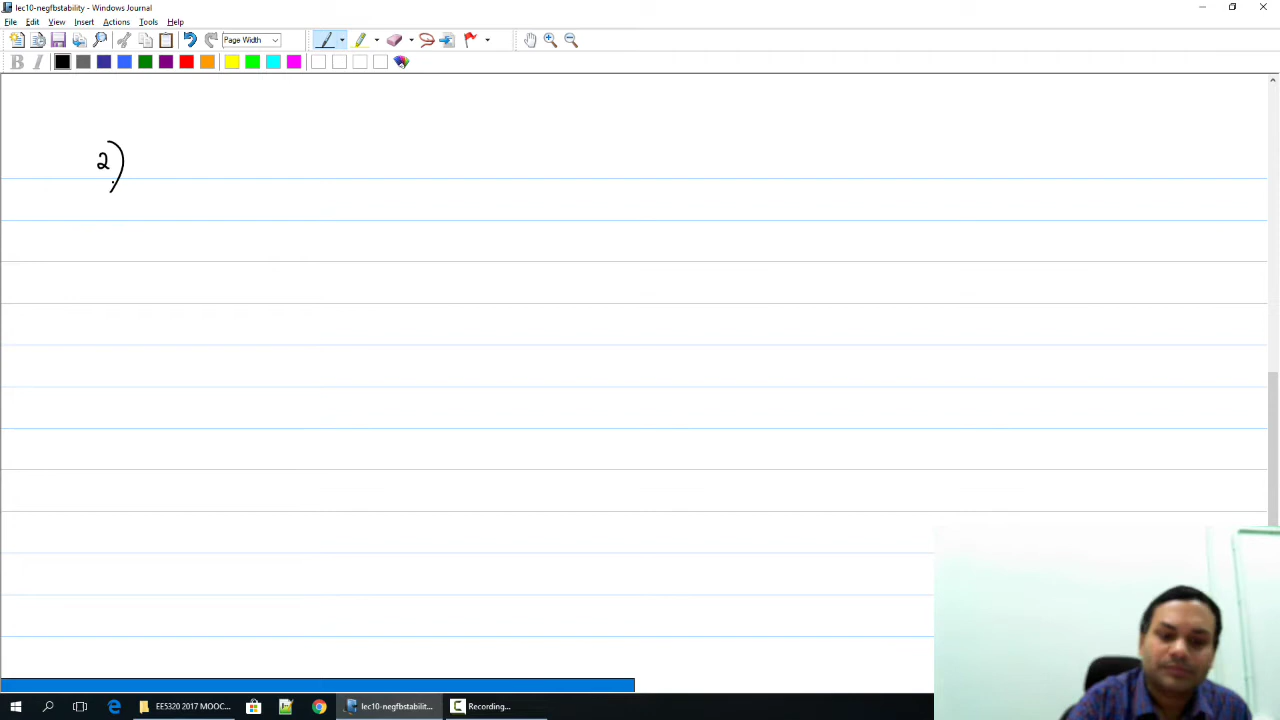 lec10-negfbstability - Windows Journal
File Edit View Insert Actions Tools Help
Page Width
B I
2)
EE5320 2017 MOOC...
lec10-negfbstabilit...
Recording...